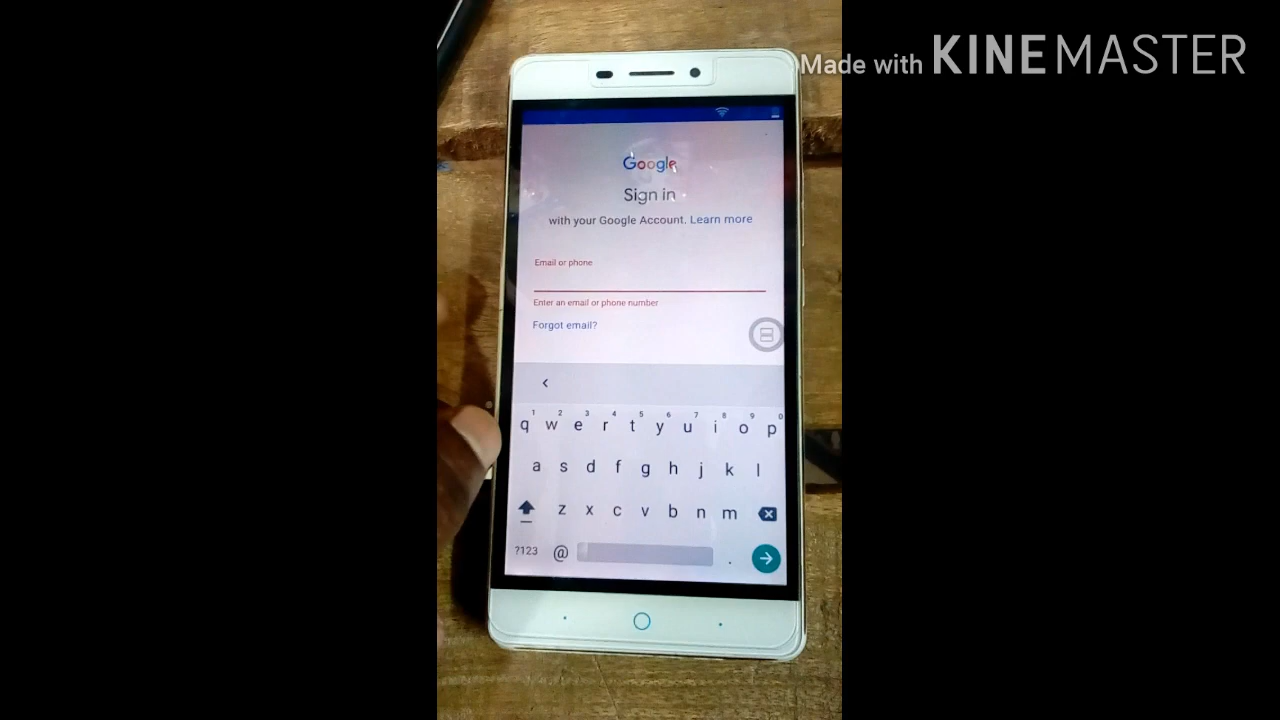 Made with KINEMASTER
Google
Sign in
with your Google Account. Learn more
Email or phone
Enter an email or phone number
Forgot email?
1 2 3 4 5 6 7 8 9 0
q w e r t y u i o p
a s d f g h j k l
z x c v b n m
?123 @ .